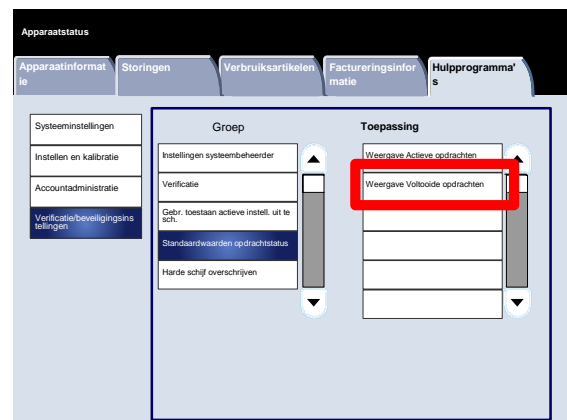 Apparaatstatus
Apparaatinformat
ie
Storingen
Verbruiksartikelen
Factureringsinfor
matie
Hulpprogramma'
s
Systeeminstellingen
Instellen en kalibratie
Accountadministratie
Verificatie/beveiligingsins
tellingen
Groep
Instellingen systeembeheerder
Verificatie
Gebr. toestaan actieve instell. uit te
sch.
Standaardwaarden opdrachtstatus
Harde schijf overschrijven
Toepassing
Weergave Actieve opdrachten
Weergave Voltooide opdrachten